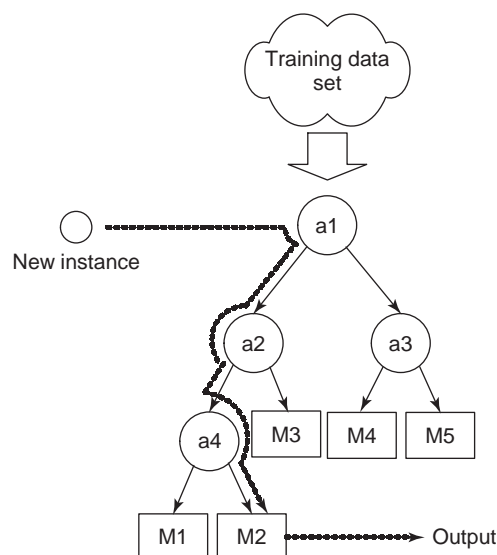 Training data
set
a1
New instance
a2
a3
M3
M4
M5
a4
M1
M2
Output